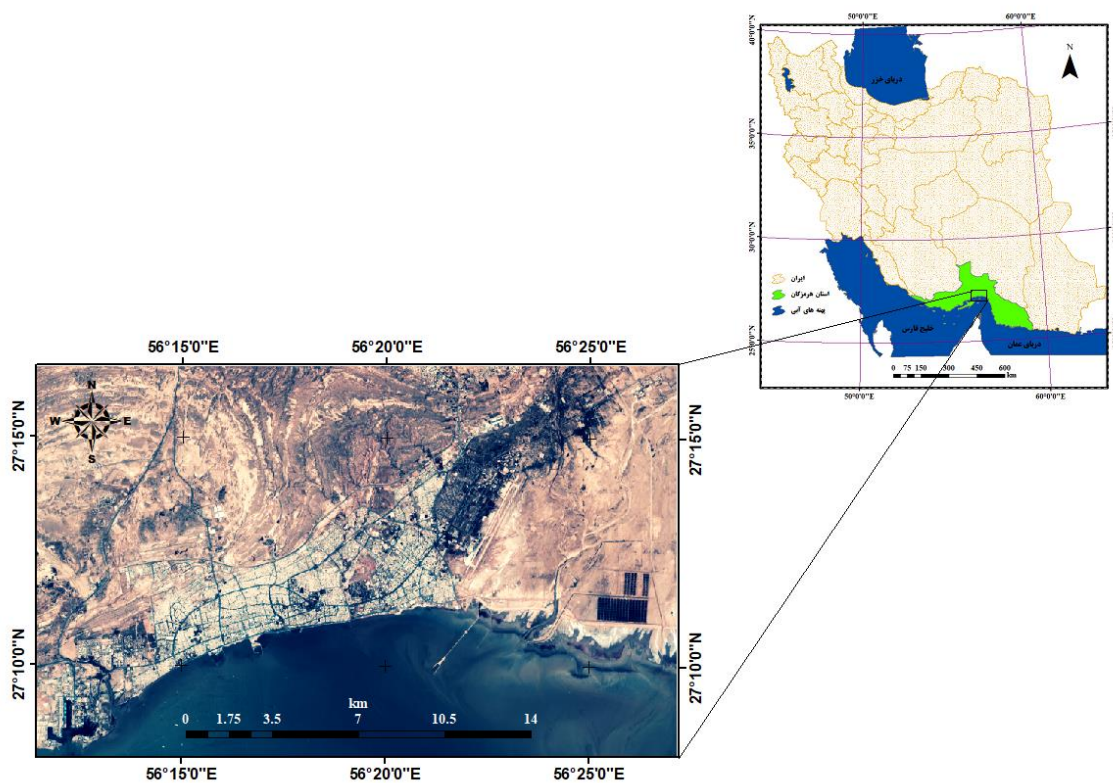 50°0'0"E 60°0'0"E
40°0'0"N
N
دریای خزر
35°0'0"N
30°0'0"N
ایران
استان هرمزگان
پهنه های آبی
خلیج فارس
دریای عمان
25°0'0"N
0 75 150 300 450 600
km
50°0'0"E 60°0'0"E
56°15'0"E 56°20'0"E 56°25'0"E
N
W E
S
27°15'0"N 27°15'0"N
27°10'0"N 27°10'0"N
km
0 1.75 3.5 7 10.5 14
56°15'0"E 56°20'0"E 56°25'0"E